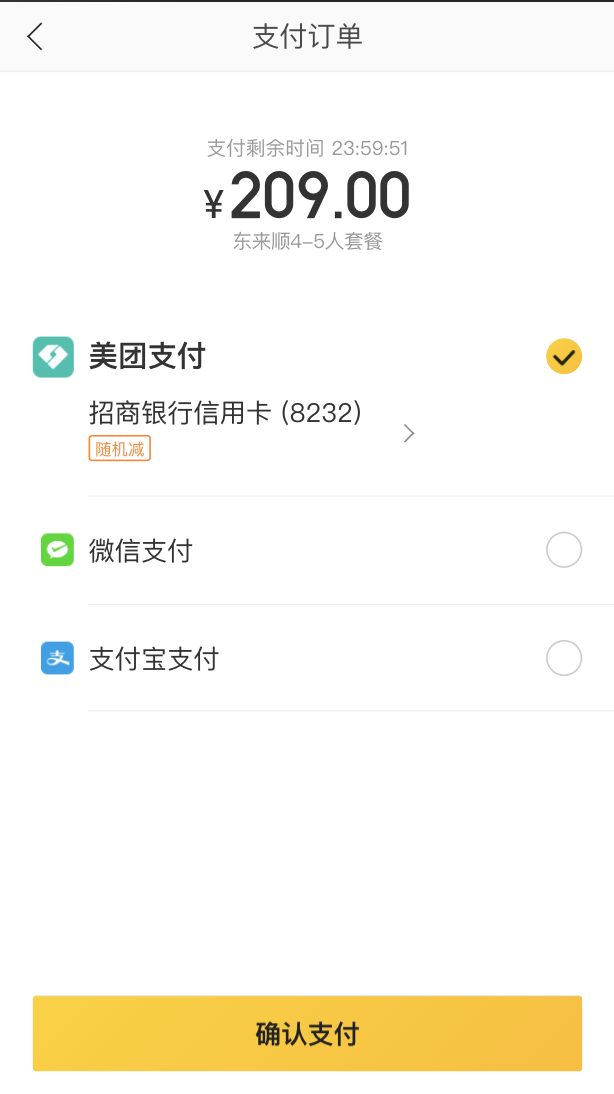 支付订单
支付剩余时间 23:59:51
¥209.00
东来顺4-5人套餐
美团支付
招商银行信用卡 (8232)
随机减
微信支付
支付宝支付
确认支付